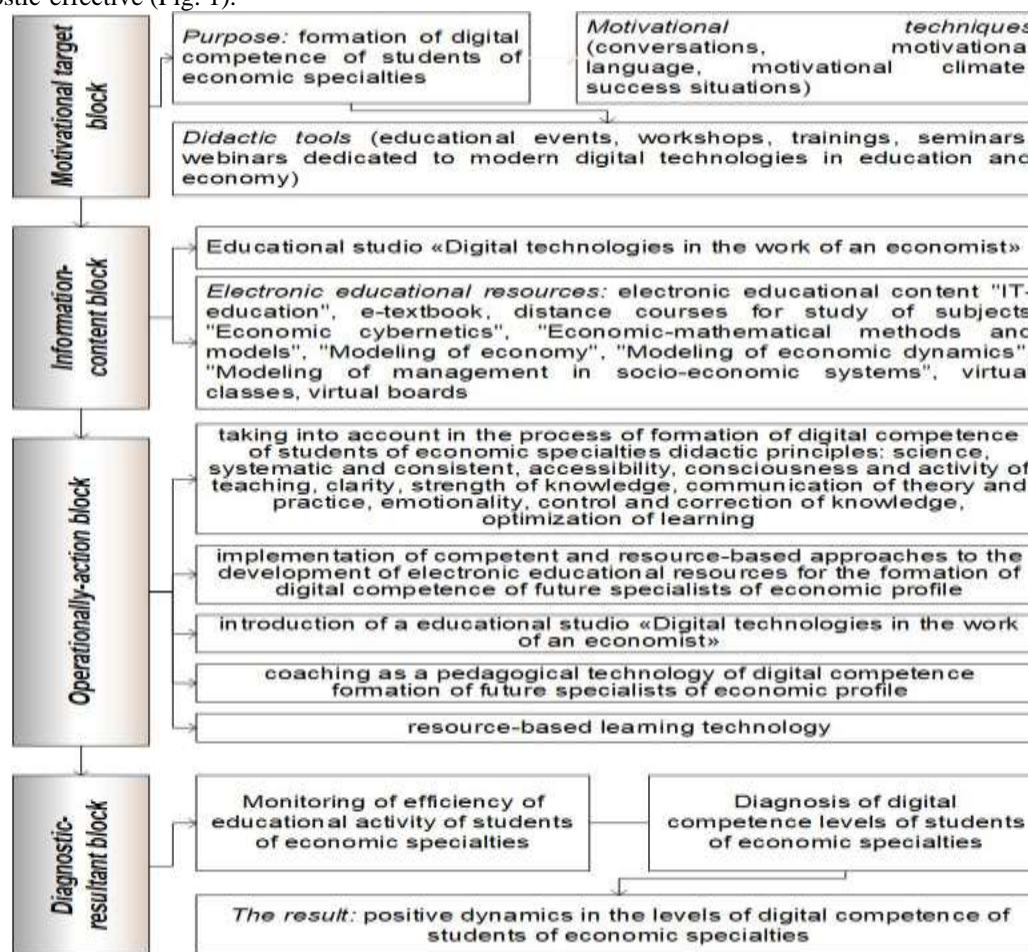 ostic-effective (Fig. 1).
Motivational target
block
Purpose: formation of digital
competence of students of
economic specialties
Motivational techniques
(conversations, motivational
language, motivational climate
success situations)
Didactic tools (educational events, workshops, trainings, seminars
webinars dedicated to modern digital technologies in education and
economy)
Information-
content block
Educational studio «Digital technologies in the work of an economist»
Electronic educational resources: electronic educational content "IT-
education", e-textbook, distance courses for study of subjects
"Economic cybernetics", "Economic-mathematical methods and
models", "Modeling of economy", "Modeling of economic dynamics"
"Modeling of management in socio-economic systems", virtual
classes, virtual boards
Operationally-action block
taking into account in the process of formation of digital competence
of students of economic specialties didactic principles: science,
systematic and consistent, accessibility, consciousness and activity of
teaching, clarity, strength of knowledge, communication of theory and
practice, emotionality, control and correction of knowledge,
optimization of learning
implementation of competent and resource-based approaches to the
development of electronic educational resources for the formation of
digital competence of future specialists of economic profile
introduction of a educational studio «Digital technologies in the work
of an economist»
coaching as a pedagogical technology of digital competence
formation of future specialists of economic profile
resource-based learning technology
Diagnostic-
resultant block
Monitoring of efficiency of
educational activity of students
of economic specialties
Diagnosis of digital
competence levels of students
of economic specialties
The result: positive dynamics in the levels of digital competence of
students of economic specialties